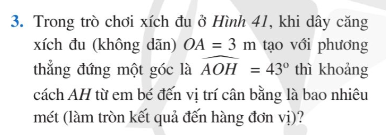 3. Trong trò chơi xích đu ở Hình 41, khi dây căng
xích đu (không dãn) OA = 3 m tạo với phương
thẳng đứng một góc là \widehat{AOH} = 43° thì khoảng
cách AH từ em bé đến vị trí cân bằng là bao nhiêu
mét (làm tròn kết quả đến hàng đơn vị)?